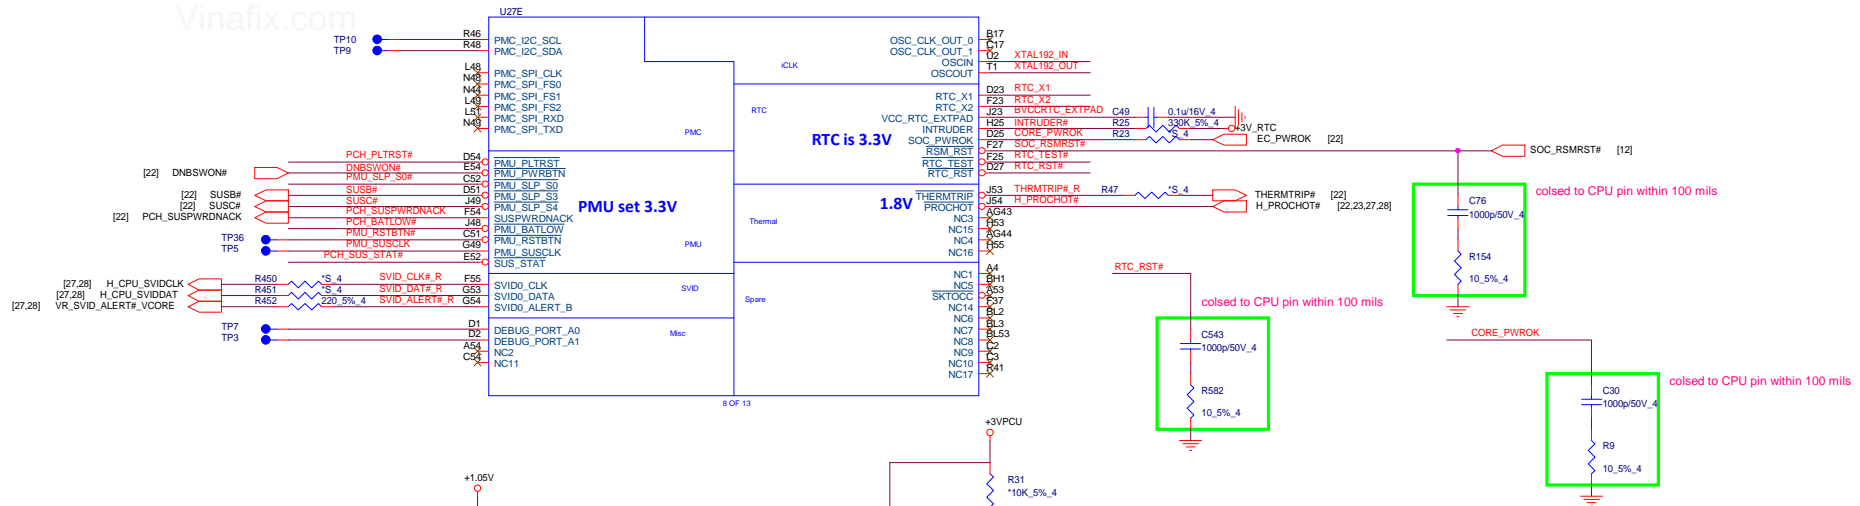 Vinafix.com
U27E
TP10 R46 PMC_I2C_SCL
TP9 R48 PMC_I2C_SDA
L48 PMC_SPI_CLK
N48 PMC_SPI_FS0
N44 PMC_SPI_FS1
L49 PMC_SPI_FS2
L51 PMC_SPI_RXD
N49 PMC_SPI_TXD
PMC
PCH_PLTRST# D54 PMU_PLTRST
[22] DNBSWON# DNBSWON# E54 PMU_PWRBTN
PMU_SLP_S0# C52 PMU_SLP_S0
[22] SUSB# SUSB# D51 PMU_SLP_S3
[22] SUSC# SUSC# J49 PMU_SLP_S4
[22] PCH_SUSPWRDNACK PCH_SUSPWRDNACK F54 SUSPWRDNACK
PCH_BATLOW# J48 PMU_BATLOW
TP36 PMU_RSTBTN# C51 PMU_RSTBTN
TP5 PMU_SUSCLK G49 PMU_SUSCLK
PCH_SUS_STAT# E52 SUS_STAT
PMU set 3.3V
PMU
[27,28] H_CPU_SVIDCLK R450 *S_4 SVID_CLK#_R F55 SVID0_CLK
[27,28] H_CPU_SVIDDAT R451 *S_4 SVID_DAT#_R G53 SVID0_DATA
[27,28] VR_SVID_ALERT#_VCORE R452 220_5%_4 SVID_ALERT#_R G54 SVID0_ALERT_B
SVID
TP7 D1 DEBUG_PORT_A0
TP3 D2 DEBUG_PORT_A1
A54 NC2
C54 NC11
Misc
iCLK
OSC_CLK_OUT_0 B17
OSC_CLK_OUT_1 C17
OSCIN U2 XTAL192_IN
OSCOUT T1 XTAL192_OUT
RTC
RTC is 3.3V
RTC_X1 D23 RTC_X1
RTC_X2 F23 RTC_X2
VCC_RTC_EXTPAD J23 BVCCRTC_EXTPAD C49 0.1u/16V_4
INTRUDER H25 INTRUDER# R25 330K_5%_4 +3V_RTC
SOC_PWROK D25 CORE_PWROK R23 *S_4 EC_PWROK [22]
RSM_RST F27 SOC_RSMRST# SOC_RSMRST# [12]
RTC_TEST F25 RTC_TEST#
RTC_RST D27 RTC_RST#
Thermal
1.8V
THERMTRIP J53 THRMTRIP#_R R47 *S_4 THERMTRIP# [22]
PROCHOT J54 H_PROCHOT# H_PROCHOT# [22,23,27,28]
NC3 AG43
NC15 H53
NC4 AG44
NC16 H55
Spare
NC1 A4
NC5 BH1
SKTOCC A53
NC14 F37
NC6 BL2
NC7 BL3
NC8 BL53
NC9 C2
NC10 C3
NC17 R41
8 OF 13
colsed to CPU pin within 100 mils
C76
1000p/50V_4
R154
10_5%_4
RTC_RST#
colsed to CPU pin within 100 mils
C543
1000p/50V_4
R582
10_5%_4
CORE_PWROK
colsed to CPU pin within 100 mils
C30
1000p/50V_4
R9
10_5%_4
+3VPCU
R31
*10K_5%_4
+1.05V